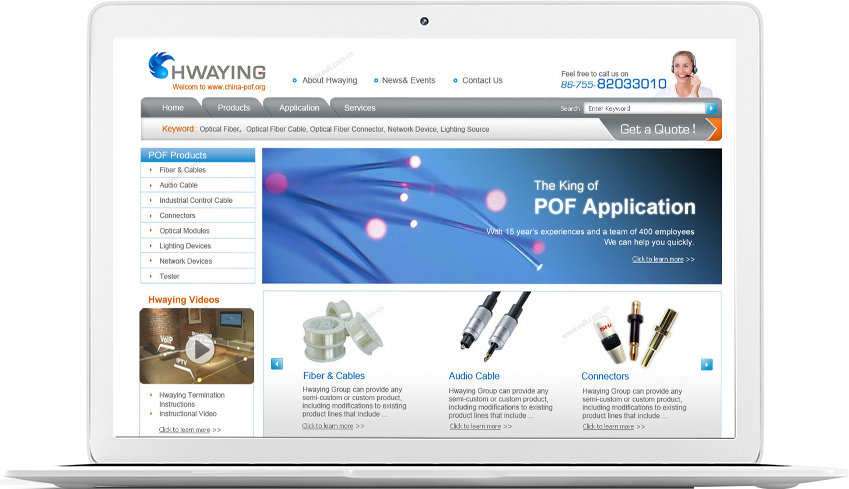 HWAYING
Welcom to www.china-pof.org
About Hwaying
News& Events
Contact Us
Feel free to call us on
86-755-82033010
Home
Products
Application
Services
Search
Enter Keyword
Keyword : Optical Fiber, Optical Fiber Cable, Optical Fiber Connector, Network Device, Lighting Source
Get a Quote !
POF Products
Fiber & Cables
Audio Cable
Industrial Control Cable
Connectors
Optical Modules
Lighting Devices
Network Devices
Tester
The King of
POF Application
With 15 year's experiences and a team of 400 employees
We can help you quickly.
Click to learn more >>
Hwaying Videos
VoIP
IPTV
Hwaying Termination
Instructions
Instructional Video
Click to learn more >>
Fiber & Cables
Hwaying Group can provide any
semi-custom or custom product,
including modifications to existing
product lines that include ...
Click to learn more >>
Audio Cable
Hwaying Group can provide any
semi-custom or custom product,
including modifications to existing
product lines that include ...
Click to learn more >>
Connectors
Hwaying Group can provide any
semi-custom or custom product,
including modifications to existing
product lines that include ...
Click to learn more >>